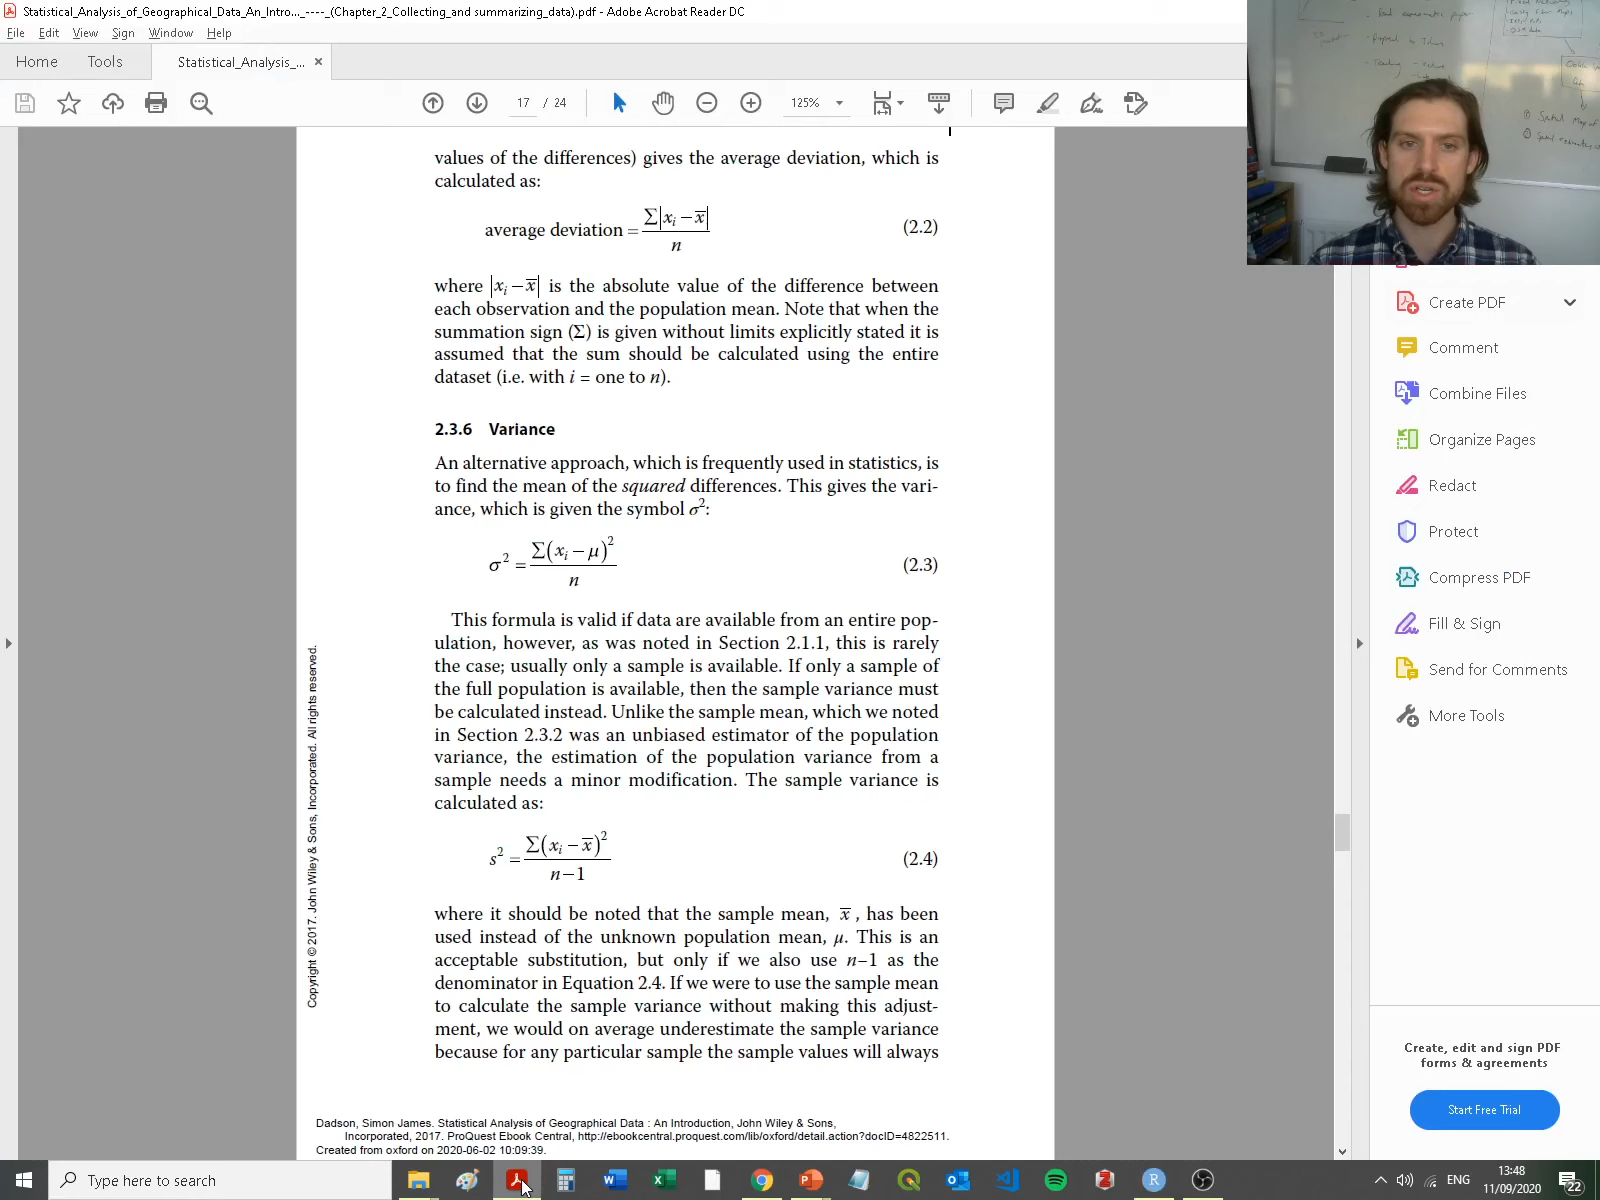 Statistical_Analysis_of_Geographical_Data_An_Intro..._----_(Chapter_2_Collecting_and summarizing_data).pdf - Adobe Acrobat Reader DC
File Edit View Sign Window Help
Home Tools Statistical_Analysis_... ×
17 / 24 125%
values of the differences) gives the average deviation, which is
calculated as:
average deviation = Σ|xᵢ − x̅| / n (2.2)
where |xᵢ − x̅| is the absolute value of the difference between
each observation and the population mean. Note that when the
summation sign (Σ) is given without limits explicitly stated it is
assumed that the sum should be calculated using the entire
dataset (i.e. with i = one to n).
2.3.6 Variance
An alternative approach, which is frequently used in statistics, is
to find the mean of the squared differences. This gives the vari-
ance, which is given the symbol σ²:
σ² = Σ(xᵢ − μ)² / n (2.3)
This formula is valid if data are available from an entire pop-
ulation, however, as was noted in Section 2.1.1, this is rarely
the case; usually only a sample is available. If only a sample of
the full population is available, then the sample variance must
be calculated instead. Unlike the sample mean, which we noted
in Section 2.3.2 was an unbiased estimator of the population
variance, the estimation of the population variance from a
sample needs a minor modification. The sample variance is
calculated as:
s² = Σ(xᵢ − x̅)² / n−1 (2.4)
where it should be noted that the sample mean, x̅, has been
used instead of the unknown population mean, μ. This is an
acceptable substitution, but only if we also use n−1 as the
denominator in Equation 2.4. If we were to use the sample mean
to calculate the sample variance without making this adjust-
ment, we would on average underestimate the sample variance
because for any particular sample the sample values will always
Copyright © 2017. John Wiley & Sons, Incorporated. All rights reserved.
Dadson, Simon James. Statistical Analysis of Geographical Data : An Introduction, John Wiley & Sons,
Incorporated, 2017. ProQuest Ebook Central, http://ebookcentral.proquest.com/lib/oxford/detail.action?docID=4822511.
Created from oxford on 2020-06-02 10:09:39.
Create PDF
Comment
Combine Files
Organize Pages
Redact
Protect
Compress PDF
Fill & Sign
Send for Comments
More Tools
Create, edit and sign PDF
forms & agreements
Start Free Trial
Type here to search
ENG
13:48
11/09/2020
22